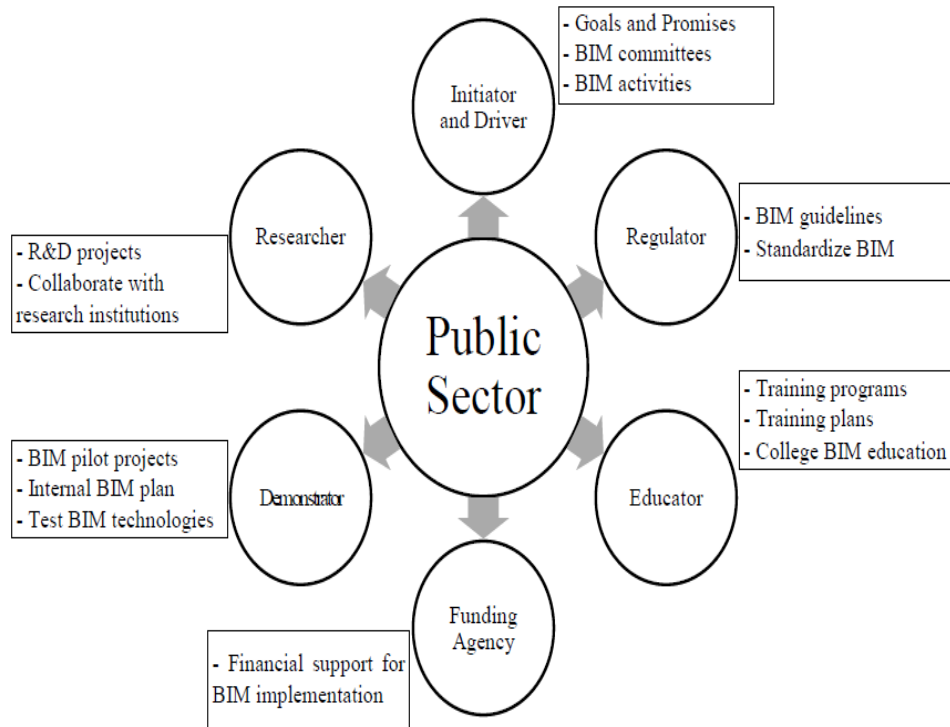 - Goals and Promises
- BIM committees
- BIM activities
Initiator
and Driver
Researcher
Regulator
- BIM guidelines
- Standardize BIM
- R&D projects
- Collaborate with
research institutions
Public
Sector
- Training programs
- Training plans
- College BIM education
- BIM pilot projects
- Internal BIM plan
- Test BIM technologies
Demonstrator
Educator
Funding
Agency
- Financial support for
BIM implementation